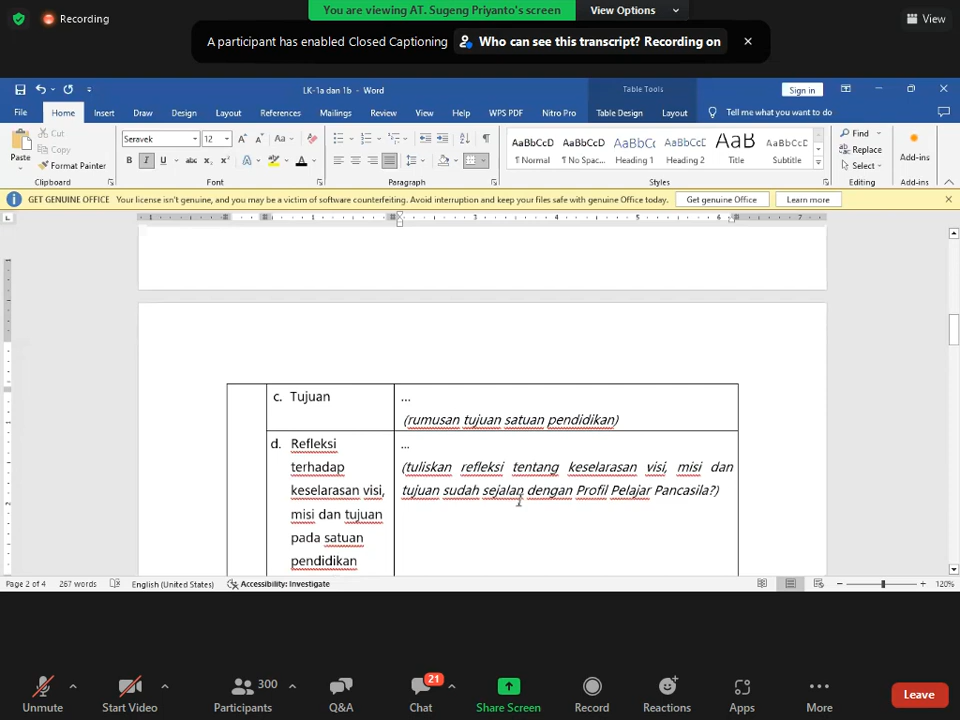 You are viewing AT. Sugeng Priyanto's screen
View Options
Recording
View
A participant has enabled Closed Captioning
Who can see this transcript? Recording on
LK-1a dan 1b - Word
Table Tools
Sign in
File Home Insert Draw Design Layout References Mailings Review View Help WPS PDF Nitro Pro Table Design Layout Tell me what you want to do
Paste
Cut
Copy
Format Painter
Clipboard
Seravek
12
Font
Paragraph
AaBbCcD AaBbCcD AaBbC AaBbCcD AaB AaBbCcD
¶ Normal ¶ No Spac... Heading 1 Heading 2 Title Subtitle
Styles
Find
Replace
Select
Editing
Add-ins
Add-ins
GET GENUINE OFFICE Your license isn't genuine, and you may be a victim of software counterfeiting. Avoid interruption and keep your files safe with genuine Office today. Get genuine Office Learn more
c. Tujuan
...
(rumusan tujuan satuan pendidikan)
d. Refleksi
terhadap
keselarasan visi,
misi dan tujuan
pada satuan
pendidikan
...
(tuliskan refleksi tentang keselarasan visi, misi dan
tujuan sudah sejalan dengan Profil Pelajar Pancasila?)
Page 2 of 4 267 words English (United States) Accessibility: Investigate 120%
Unmute
Start Video
300
Participants
Q&A
21
Chat
Share Screen
Record
Reactions
Apps
More
Leave